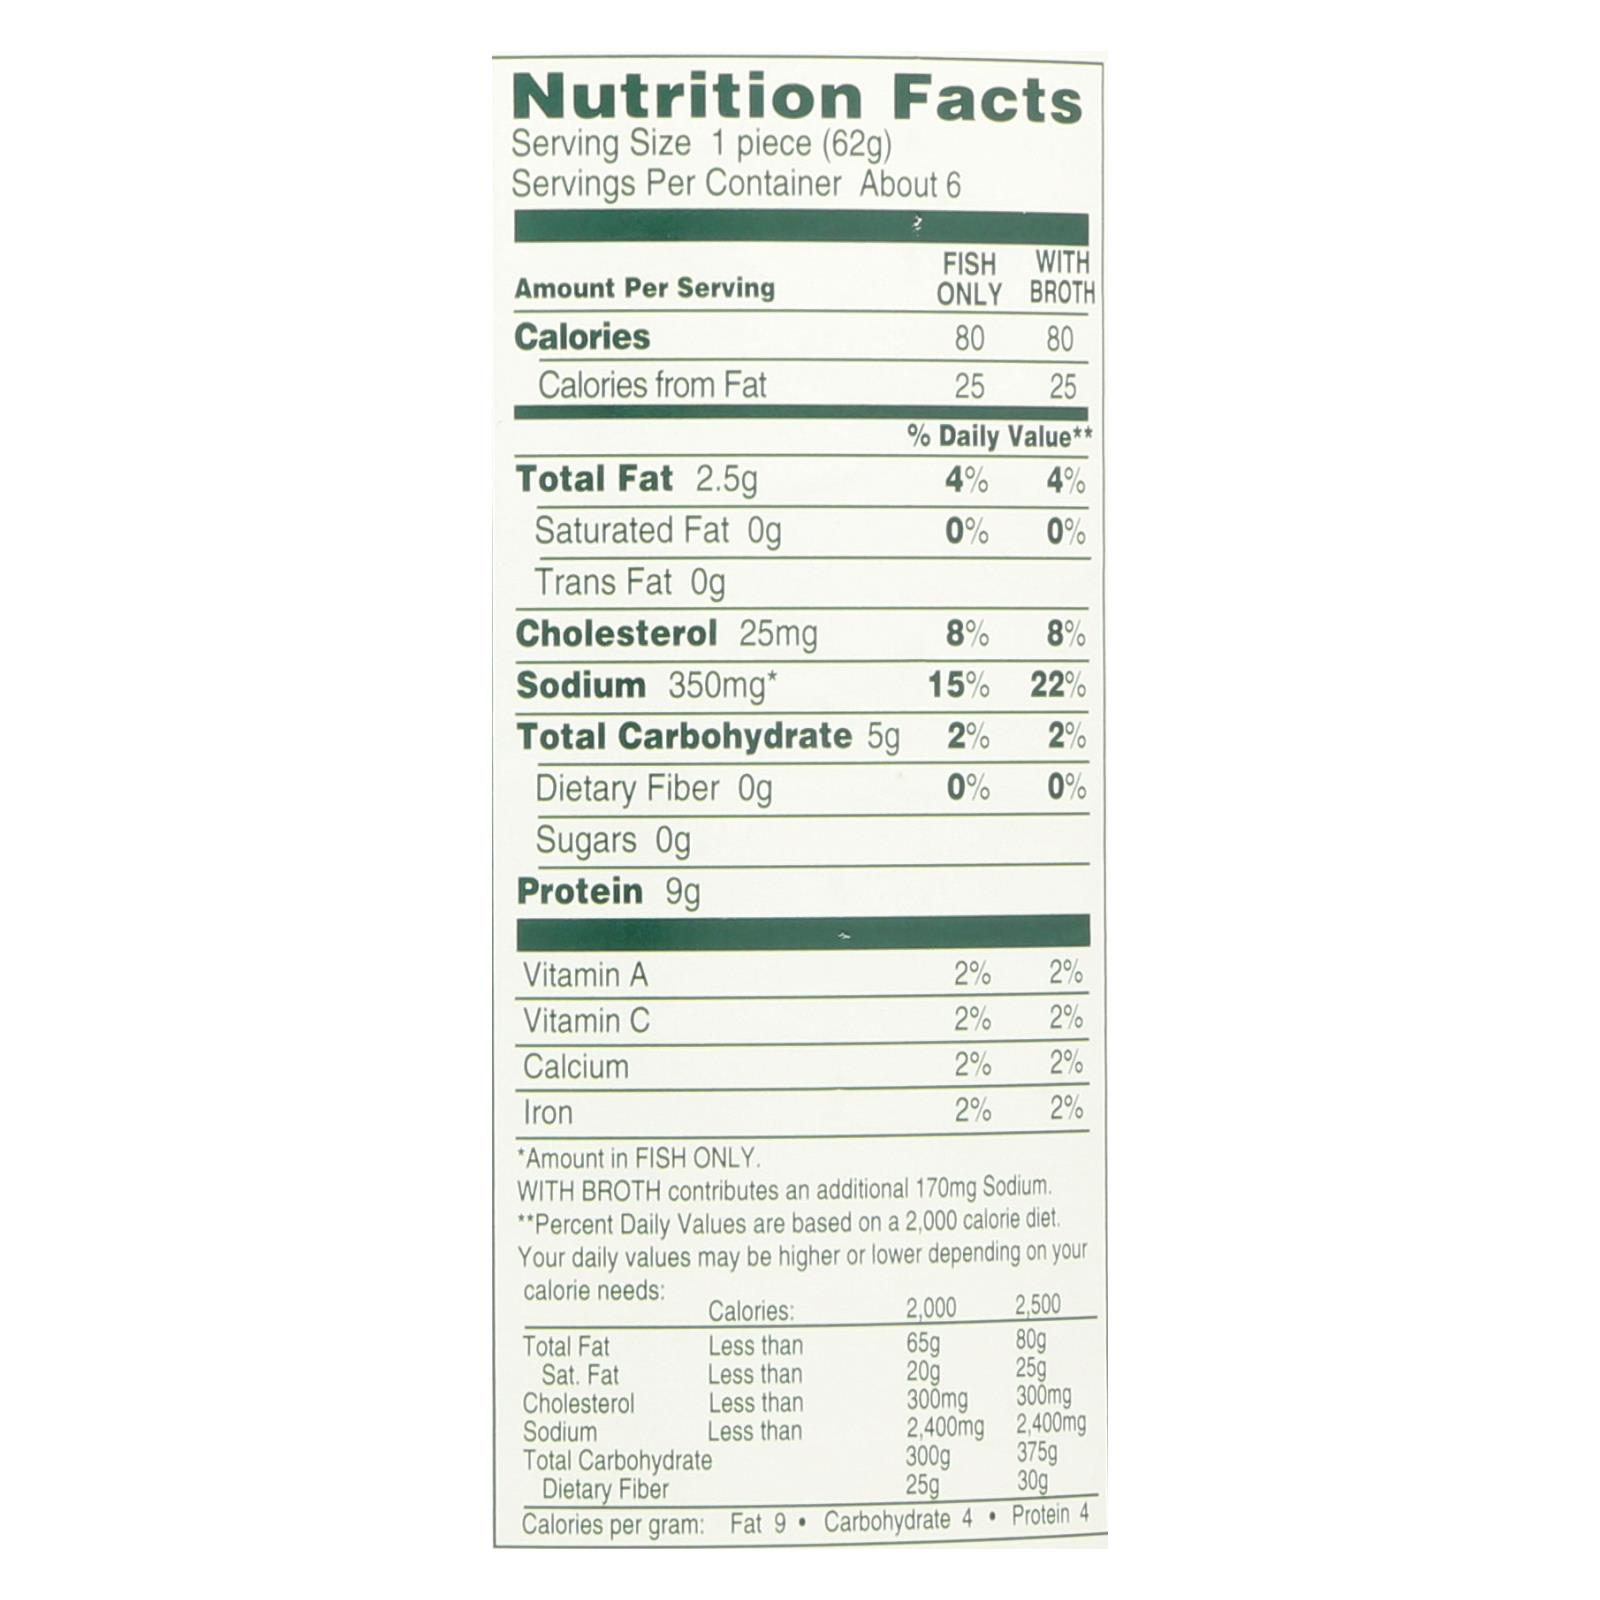 Nutrition Facts
Serving Size 1 piece (62g)
Servings Per Container About 6
FISH ONLY WITH BROTH
Amount Per Serving
Calories 80 80
Calories from Fat 25 25
% Daily Value**
Total Fat 2.5g 4% 4%
Saturated Fat 0g 0% 0%
Trans Fat 0g
Cholesterol 25mg 8% 8%
Sodium 350mg* 15% 22%
Total Carbohydrate 5g 2% 2%
Dietary Fiber 0g 0% 0%
Sugars 0g
Protein 9g
Vitamin A 2% 2%
Vitamin C 2% 2%
Calcium 2% 2%
Iron 2% 2%
*Amount in FISH ONLY.
WITH BROTH contributes an additional 170mg Sodium.
**Percent Daily Values are based on a 2,000 calorie diet.
Your daily values may be higher or lower depending on your
calorie needs:
Calories: 2,000 2,500
Total Fat Less than 65g 80g
Sat. Fat Less than 20g 25g
Cholesterol Less than 300mg 300mg
Sodium Less than 2,400mg 2,400mg
Total Carbohydrate 300g 375g
Dietary Fiber 25g 30g
Calories per gram: Fat 9 • Carbohydrate 4 • Protein 4